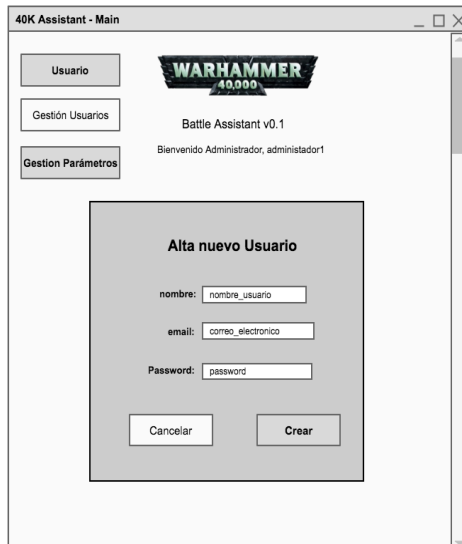 40K Assistant - Main
Usuario
WARHAMMER
40,000
Gestión Usuarios
Battle Assistant v0.1
Bienvenido Administrador, administador1
Gestion Parámetros
Alta nuevo Usuario
nombre: nombre_usuario
email: correo_electronico
Password: password
Cancelar Crear